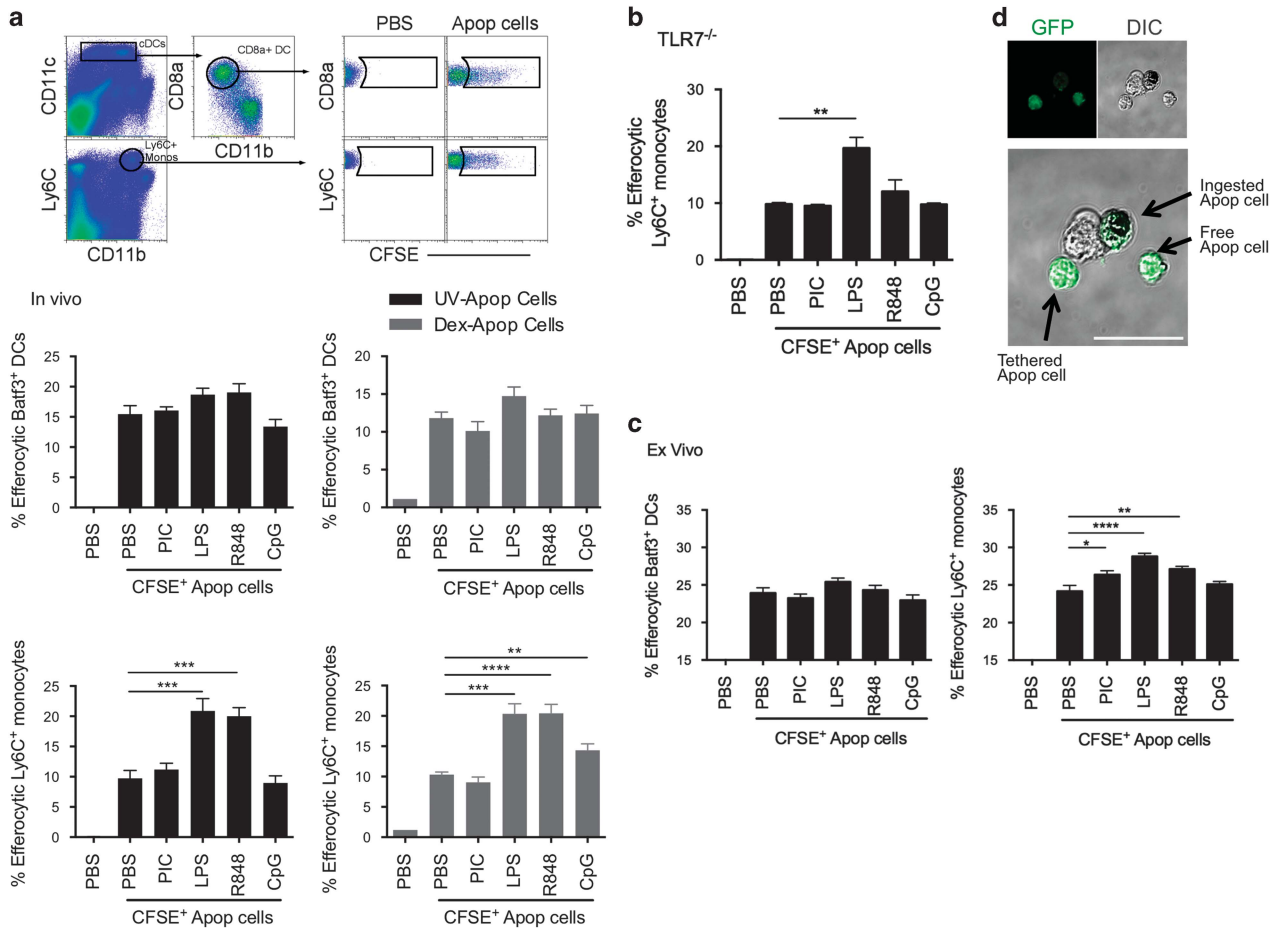 a
PBS
Apop cells
cDCs
CD8a+ DC
CD11c
CD8a
CD8a
CD11b
Ly6C+
Monos
Ly6C
Ly6C
CD11b
CFSE
In vivo
UV-Apop Cells
Dex-Apop Cells
% Efferocytic Batf3+ DCs
25
20
15
10
5
0
PBS
PBS
PIC
LPS
R848
CpG
CFSE+ Apop cells
% Efferocytic Batf3+ DCs
20
15
10
5
0
PBS
PBS
PIC
LPS
R848
CpG
CFSE+ Apop cells
% Efferocytic Ly6C+ monocytes
25
20
15
10
5
0
***
***
PBS
PBS
PIC
LPS
R848
CpG
CFSE+ Apop cells
% Efferocytic Ly6C+ monocytes
25
20
15
10
5
0
**
****
***
PBS
PBS
PIC
LPS
R848
CpG
CFSE+ Apop cells
b
TLR7-/-
% Efferocytic
Ly6C+ monocytes
30
20
10
0
**
PBS
PBS
PIC
LPS
R848
CpG
CFSE+ Apop cells
d
GFP
DIC
Ingested
Apop cell
Free
Apop cell
Tethered
Apop cell
c
Ex Vivo
% Efferocytic Batf3+ DCs
35
30
25
20
15
PBS
PBS
PIC
LPS
R848
CpG
CFSE+ Apop cells
% Efferocytic Ly6C+ monocytes
35
30
25
20
15
**
****
*
PBS
PBS
PIC
LPS
R848
CpG
CFSE+ Apop cells